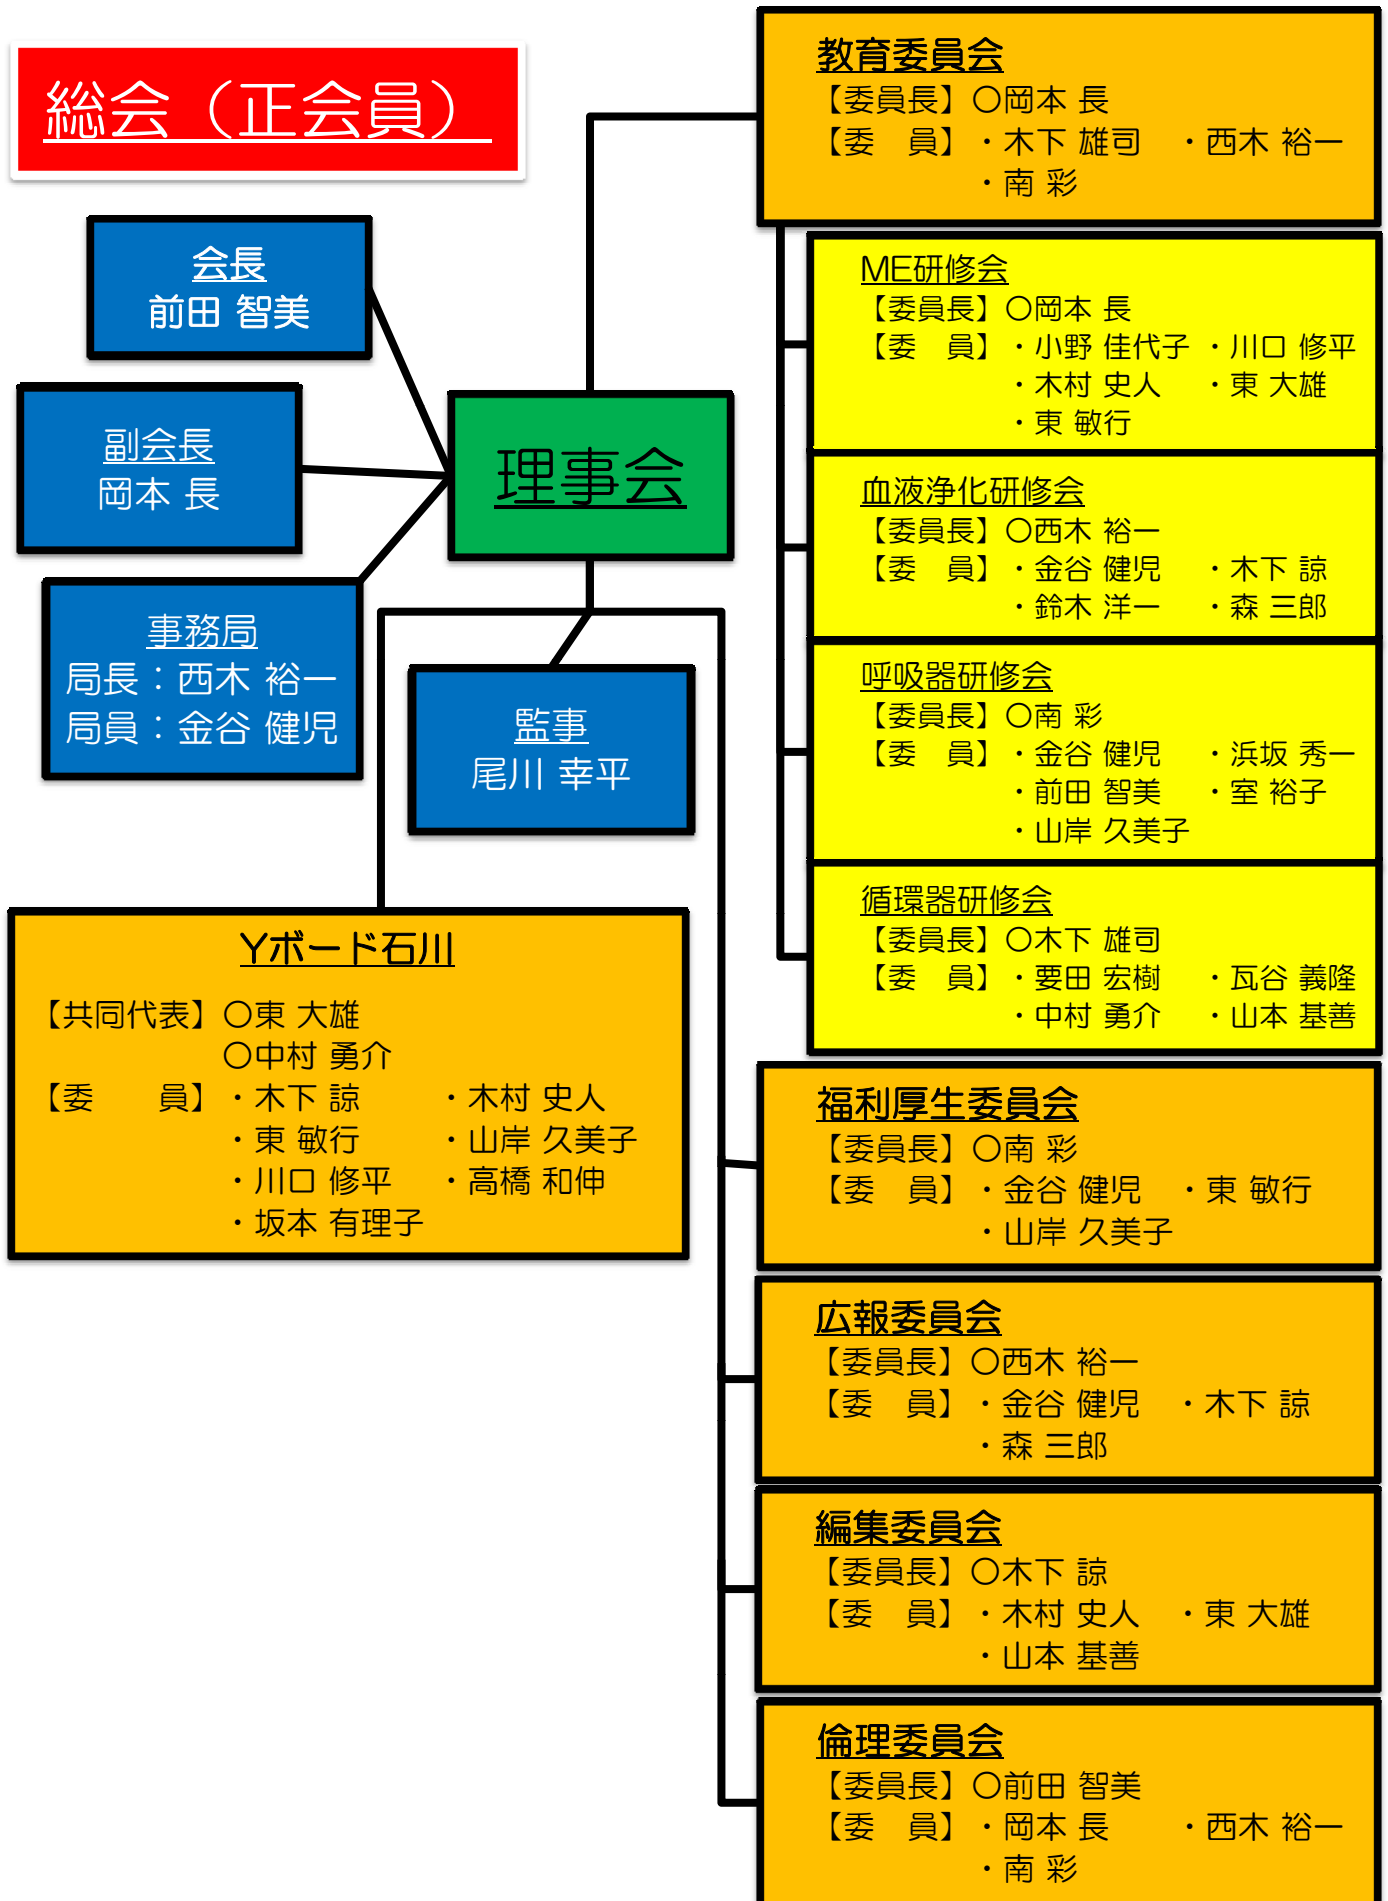 総会（正会員）
会長
前田 智美
副会長
岡本 長
事務局
局長：西木 裕一
局員：金谷 健児
理事会
監事
尾川 幸平
Yボード石川
【共同代表】〇東 大雄
〇中村 勇介
【委　　員】・木下 諒　・木村 史人
・東 敏行　・山岸 久美子
・川口 修平　・高橋 和伸
・坂本 有理子
教育委員会
【委員長】〇岡本 長
【委　員】・木下 雄司　・西木 裕一
・南 彩
ME研修会
【委員長】〇岡本 長
【委　員】・小野 佳代子　・川口 修平
・木村 史人　・東 大雄
・東 敏行
血液浄化研修会
【委員長】〇西木 裕一
【委　員】・金谷 健児　・木下 諒
・鈴木 洋一　・森 三郎
呼吸器研修会
【委員長】〇南 彩
【委　員】・金谷 健児　・浜坂 秀一
・前田 智美　・室 裕子
・山岸 久美子
循環器研修会
【委員長】〇木下 雄司
【委　員】・要田 宏樹　・瓦谷 義隆
・中村 勇介　・山本 基善
福利厚生委員会
【委員長】〇南 彩
【委　員】・金谷 健児　・東 敏行
・山岸 久美子
広報委員会
【委員長】〇西木 裕一
【委　員】・金谷 健児　・木下 諒
・森 三郎
編集委員会
【委員長】〇木下 諒
【委　員】・木村 史人　・東 大雄
・山本 基善
倫理委員会
【委員長】〇前田 智美
【委　員】・岡本 長　・西木 裕一
・南 彩